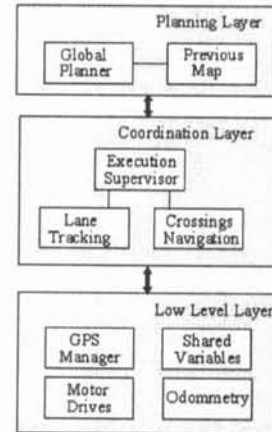 Planning Layer
Global
Planner
Previous
Map
Coordination Layer
Execution
Supervisor
Lane
Tracking
Crossings
Navigation
Low Level Layer
GPS
Manager
Shared
Variables
Motor
Drives
Odommetry